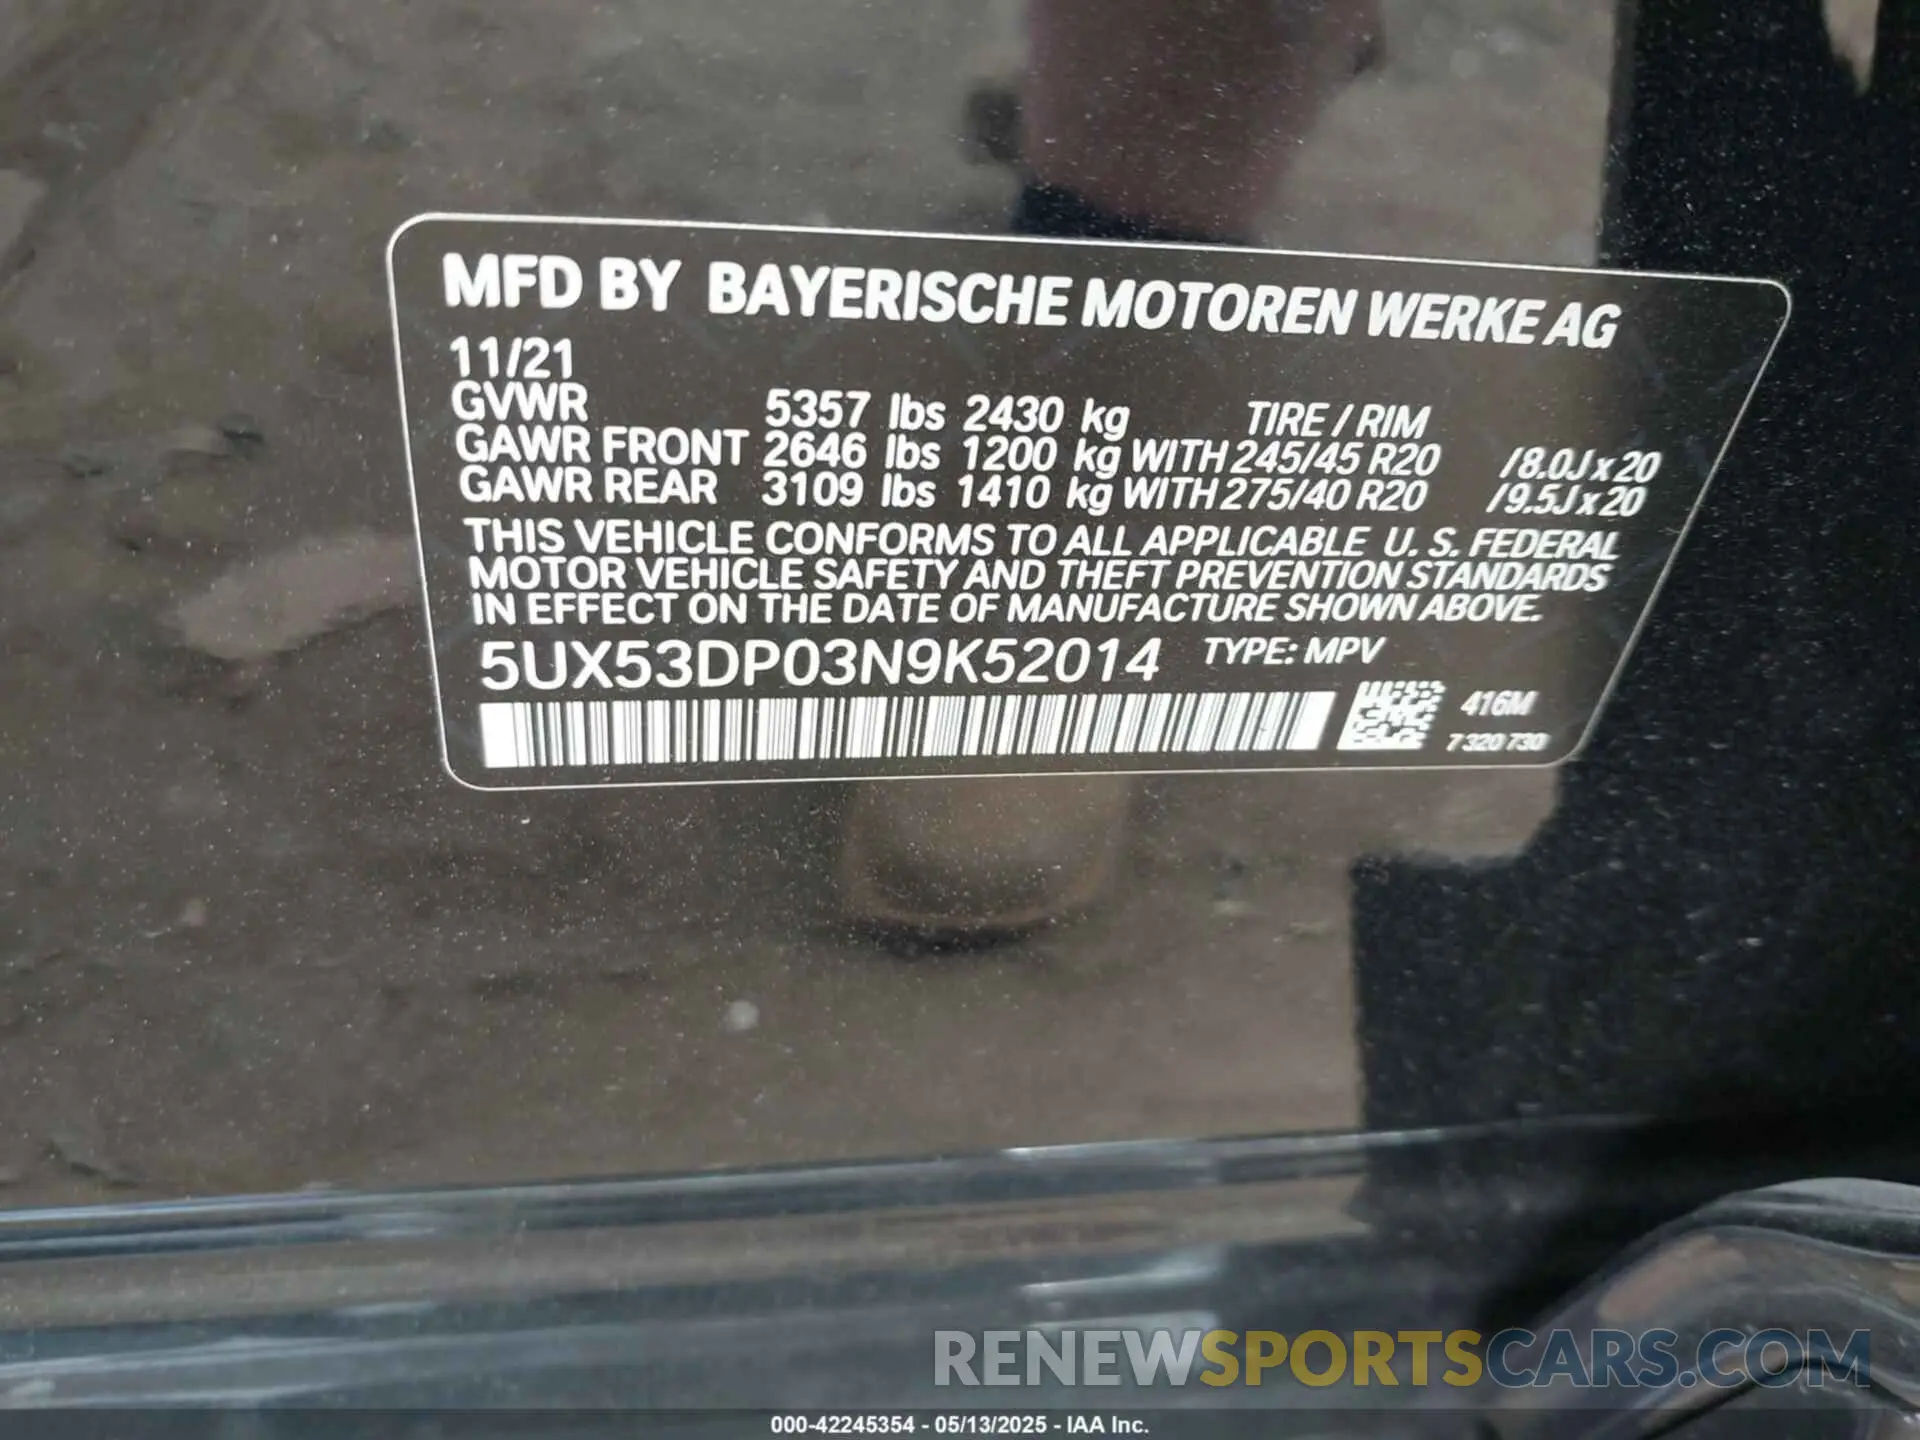 MFD BY BAYERISCHE MOTOREN WERKE AG
11/21
GVWR 5357 lbs 2430 kg TIRE / RIM
GAWR FRONT 2646 lbs 1200 kg WITH 245/45 R20 /8.0J x 20
GAWR REAR 3109 lbs 1410 kg WITH 275/40 R20 /9.5J x 20
THIS VEHICLE CONFORMS TO ALL APPLICABLE U. S. FEDERAL
MOTOR VEHICLE SAFETY AND THEFT PREVENTION STANDARDS
IN EFFECT ON THE DATE OF MANUFACTURE SHOWN ABOVE.
5UX53DP03N9K52014 TYPE: MPV
416M
7 320 730
RENEWSPORTSCARS.COM
000-42245354 - 05/13/2025 - IAA Inc.